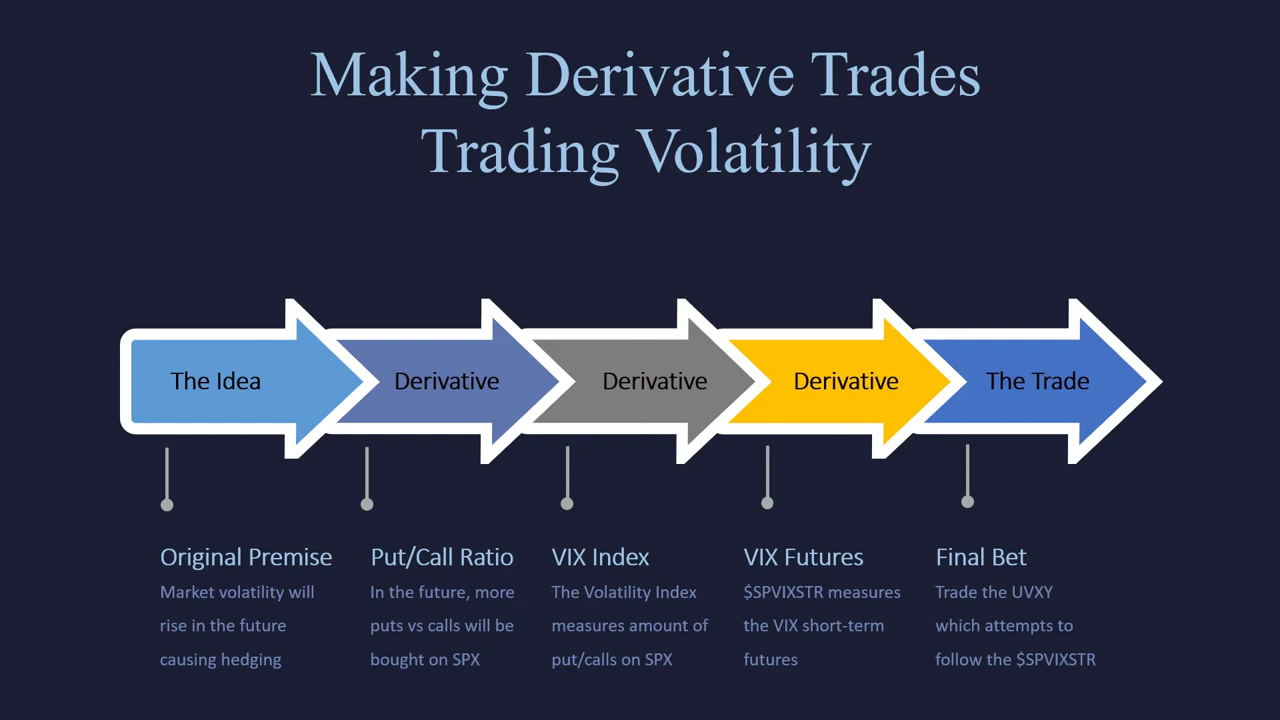 Making Derivative Trades
Trading Volatility
The Idea
Derivative
Derivative
Derivative
The Trade
Original Premise
Market volatility will
rise in the future
causing hedging
Put/Call Ratio
In the future, more
puts vs calls will be
bought on SPX
VIX Index
The Volatility Index
measures amount of
put/calls on SPX
VIX Futures
$SPVIXSTR measures
the VIX short-term
futures
Final Bet
Trade the UVXY
which attempts to
follow the $SPVIXSTR